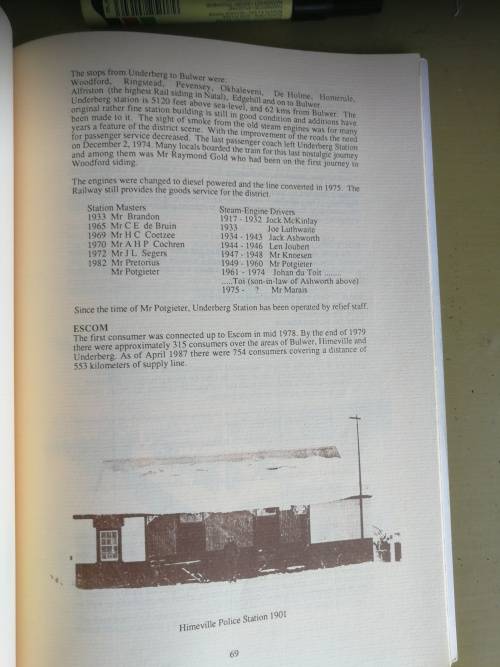 The stops from Underberg to Bulwer were:
Woodford, Ringstead, Pevensey, Okbaleveni, De Holme, Homerule,
Alfriston (the highest Rail siding in Natal), Edgehill and on to Bulwer.
Underberg station is 5120 feet above sea-level, and 62 kms from Bulwer. The
original rather fine station building is still in good condition and additions have
been made to it. The sight of smoke from the old steam engines was for many
years a feature of the district scene. With the improvement of the roads the need
for passenger service decreased. The last passenger coach left Underberg Station
on December 2, 1974. Many locals boarded the train for this last nostalgic journey
and among them was Mr Raymond Gold who had been on the first journey to
Woodford siding.
The engines were changed to diesel powered and the line converted in 1975. The
Railway still provides the goods service for the district.
Station Masters
1933 Mr Brandon
1965 Mr C E de Bruin
1969 Mr H C Coetzee
1970 Mr A H P Cochren
1972 Mr J L Segers
1982 Mr Pretorius
Mr Potgieter
Steam-Engine Drivers
1917 - 1932 Jock McKinlay
1933 Joe Luthwaite
1934 - 1943 Jack Ashworth
1944 - 1946 Len Joubert
1947 - 1948 Mr Knoesen
1949 - 1960 Mr Potgieter
1961 - 1974 Johan du Toit ........
.....Toi (son-in-law of Ashworth above)
1975 - ? Mr Marais
Since the time of Mr Potgieter, Underberg Station has been operated by relief staff.
ESCOM
The first consumer was connected up to Escom in mid 1978. By the end of 1979
there were approximately 315 consumers over the areas of Bulwer, Himeville and
Underberg. As of April 1987 there were 754 consumers covering a distance of
553 kilometers of supply line.
Himeville Police Station 1901
69